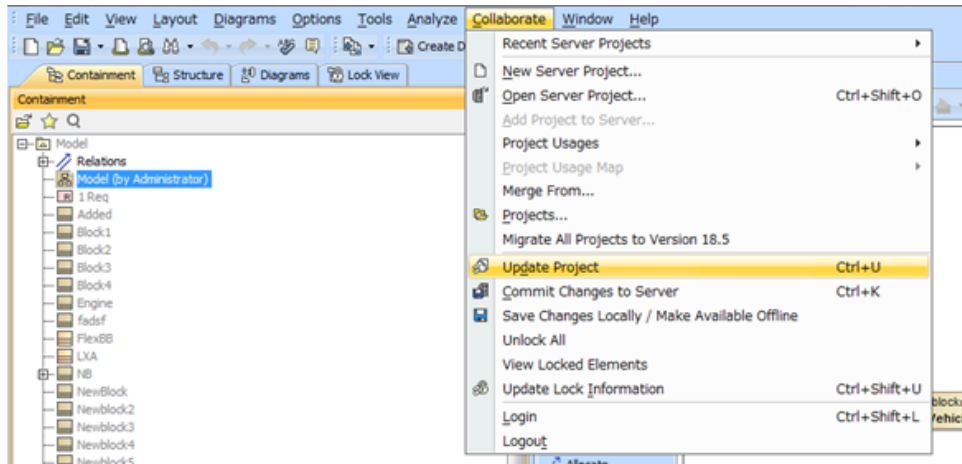 File Edit View Layout Diagrams Options Tools Analyze Collaborate Window Help
Create D
Containment Structure Diagrams Lock View
Containment
Model
Relations
Model (by Administrator)
1 Req
Added
Block1
Block2
Block3
Block4
Engine
fadsf
FlexBB
LXA
NB
NewBlock
Newblock2
Newblock3
Newblock4
Newblock5
Recent Server Projects
New Server Project...
Open Server Project... Ctrl+Shift+O
Add Project to Server...
Project Usages
Project Usage Map
Merge From...
Projects...
Migrate All Projects to Version 18.5
Update Project Ctrl+U
Commit Changes to Server Ctrl+K
Save Changes Locally / Make Available Offline
Unlock All
View Locked Elements
Update Lock Information Ctrl+Shift+U
Login Ctrl+Shift+L
Logout
Allocate